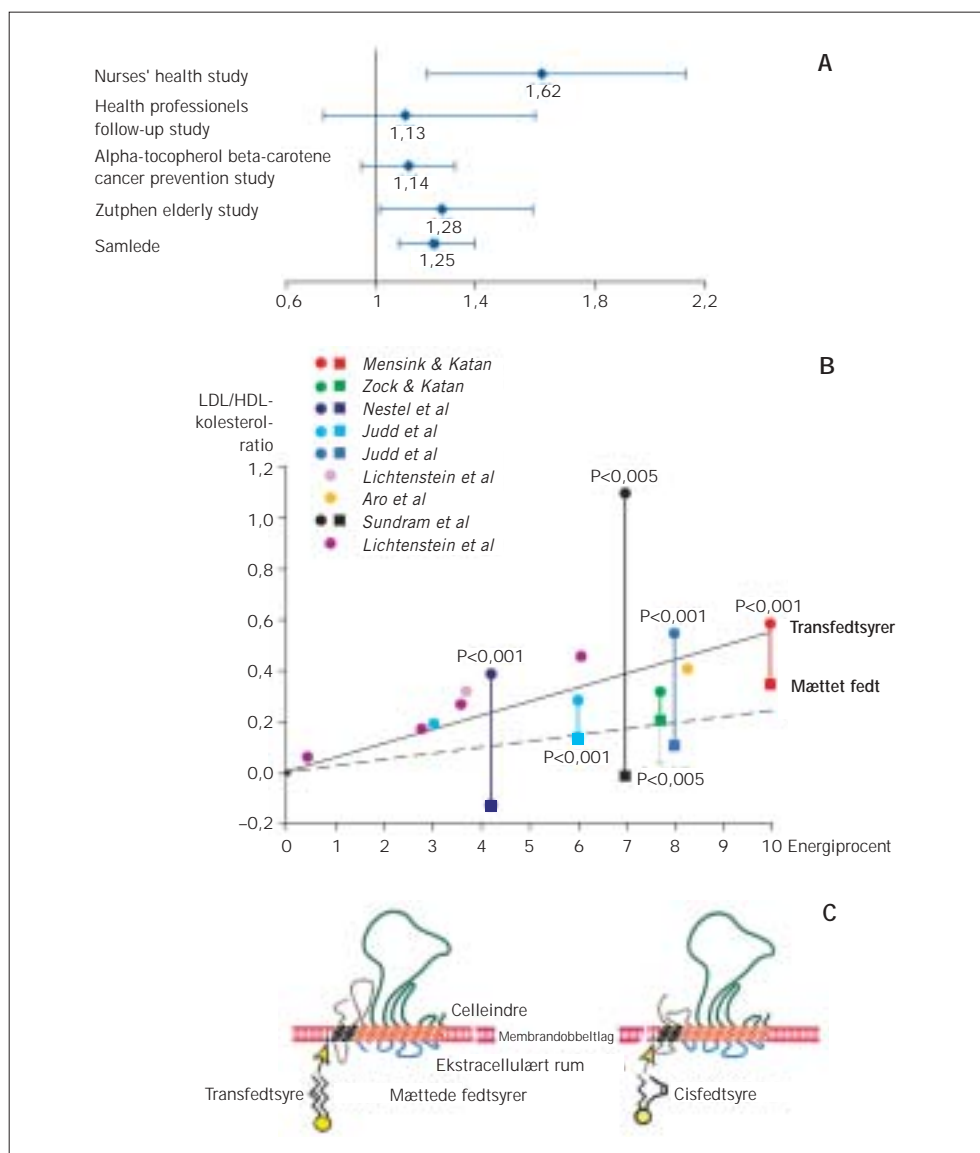 A
Nurses' health study
1,62
Health professionels
follow-up study
1,13
Alpha-tocopherol beta-carotene
cancer prevention study
1,14
Zutphen elderly study
1,28
Samlede
1,25
0,6 1 1,4 1,8 2,2
B
Mensink & Katan
Zock & Katan
Nestel et al
Judd et al
Judd et al
Lichtenstein et al
Aro et al
Sundram et al
Lichtenstein et al
LDL/HDL-
kolesterol-
ratio
1,2
1,0
0,8
0,6
0,4
0,2
0,0
–0,2
P<0,005
P<0,001
P<0,001
P<0,001
P<0,001
P<0,005
Transfedtsyrer
Mættet fedt
0 1 2 3 4 5 6 7 8 9 10 Energiprocent
C
Celleindre
Membrandobbeltlag
Ekstracellulært rum
Transfedtsyre
Mættede fedtsyrer
Cisfedtsyre